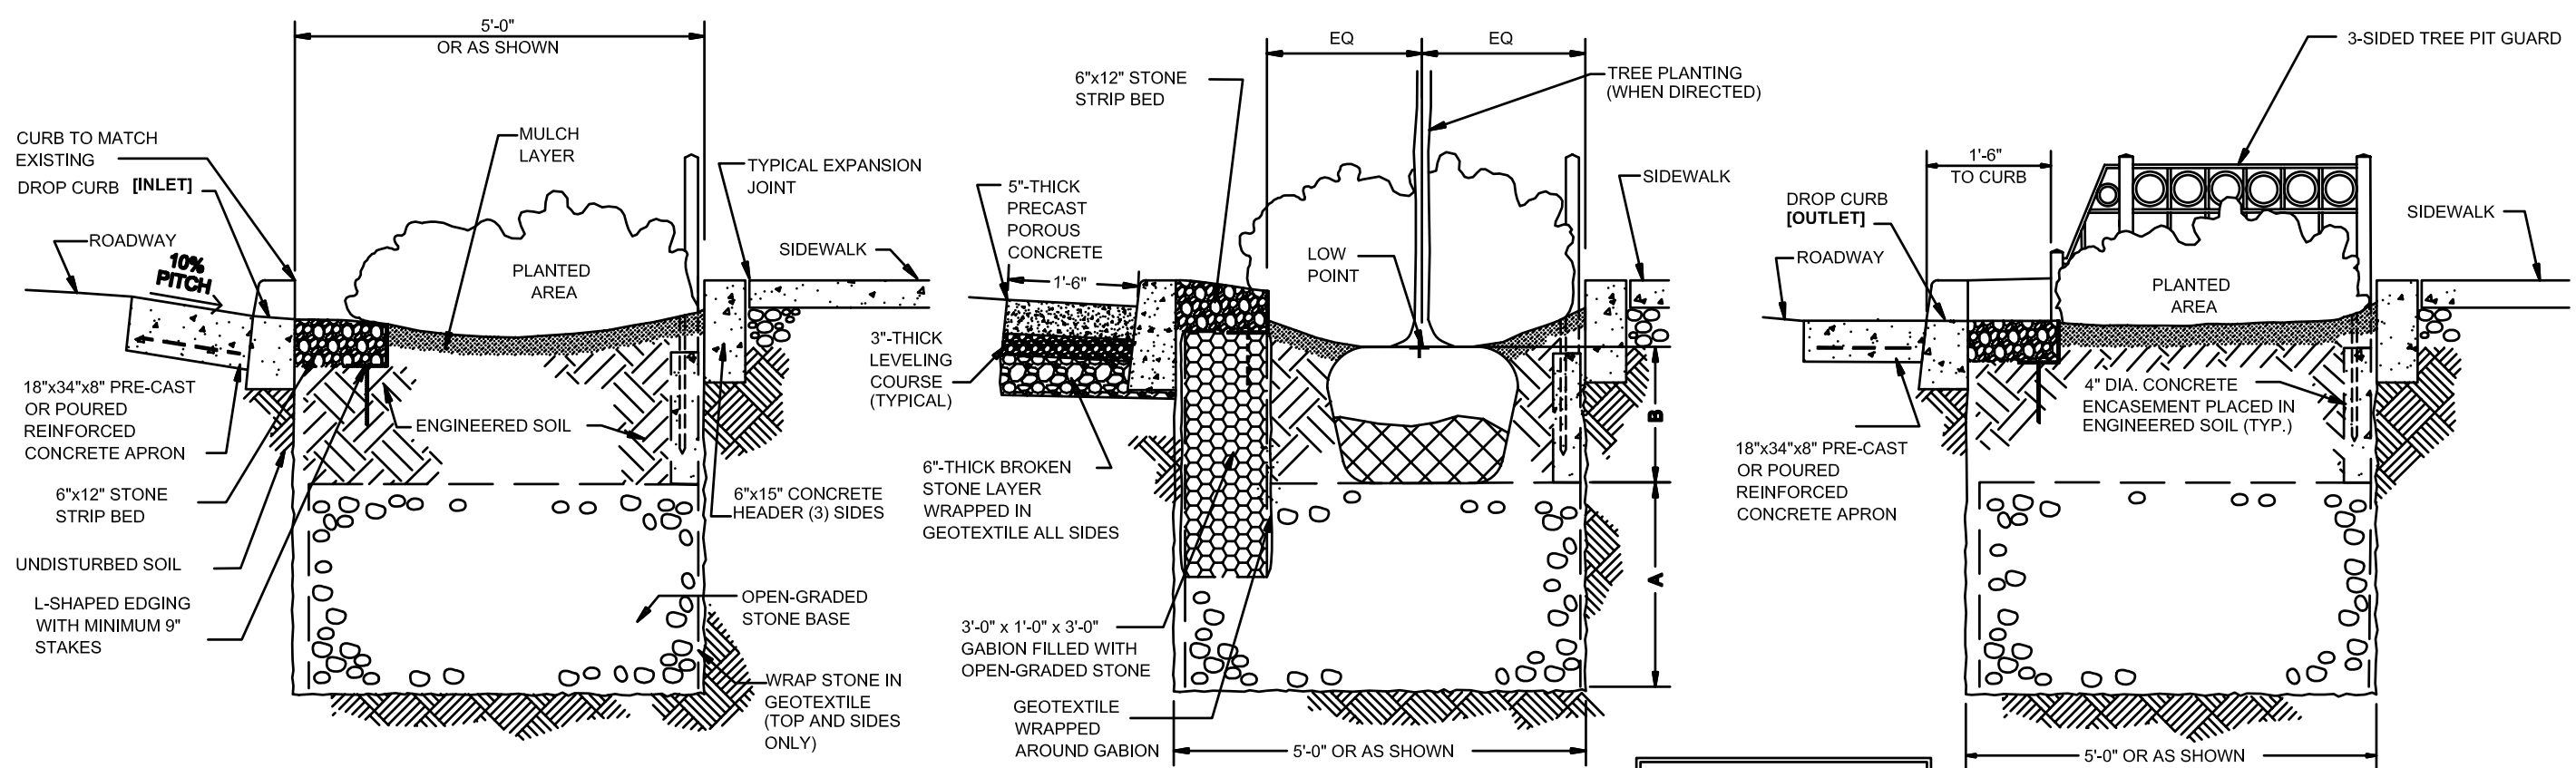 5'-0"
OR AS SHOWN
CURB TO MATCH
EXISTING
DROP CURB [INLET]
ROADWAY
10%
PITCH
MULCH
LAYER
PLANTED
AREA
TYPICAL EXPANSION
JOINT
SIDEWALK
18"x34"x8" PRE-CAST
OR POURED
REINFORCED
CONCRETE APRON
ENGINEERED SOIL
6"x12" STONE
STRIP BED
6"x15" CONCRETE
HEADER (3) SIDES
UNDISTURBED SOIL
L-SHAPED EDGING
WITH MINIMUM 9"
STAKES
OPEN-GRADED
STONE BASE
WRAP STONE IN
GEOTEXTILE
(TOP AND SIDES
ONLY)
EQ
EQ
6"x12" STONE
STRIP BED
TREE PLANTING
(WHEN DIRECTED)
5"-THICK
PRECAST
POROUS
CONCRETE
1'-6"
SIDEWALK
LOW
POINT
3"-THICK
LEVELING
COURSE
(TYPICAL)
6"-THICK BROKEN
STONE LAYER
WRAPPED IN
GEOTEXTILE ALL SIDES
B
A
3'-0" x 1'-0" x 3'-0"
GABION FILLED WITH
OPEN-GRADED STONE
GEOTEXTILE
WRAPPED
AROUND GABION
5'-0" OR AS SHOWN
3-SIDED TREE PIT GUARD
1'-6"
TO CURB
DROP CURB
[OUTLET]
ROADWAY
SIDEWALK
PLANTED
AREA
4" DIA. CONCRETE
ENCASEMENT PLACED IN
ENGINEERED SOIL (TYP.)
18"x34"x8" PRE-CAST
OR POURED
REINFORCED
CONCRETE APRON
5'-0" OR AS SHOWN